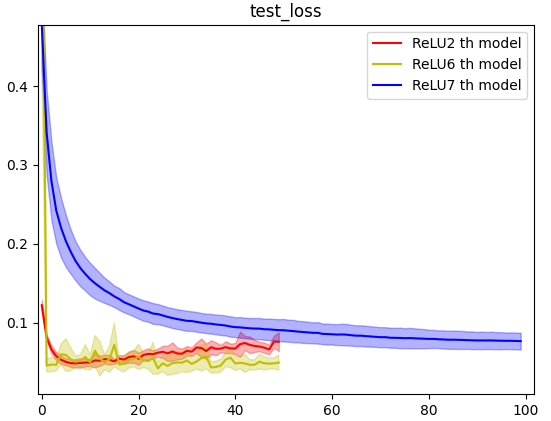 test_loss
ReLU2 th model
ReLU6 th model
ReLU7 th model
0.4
0.3
0.2
0.1
0 20 40 60 80 100